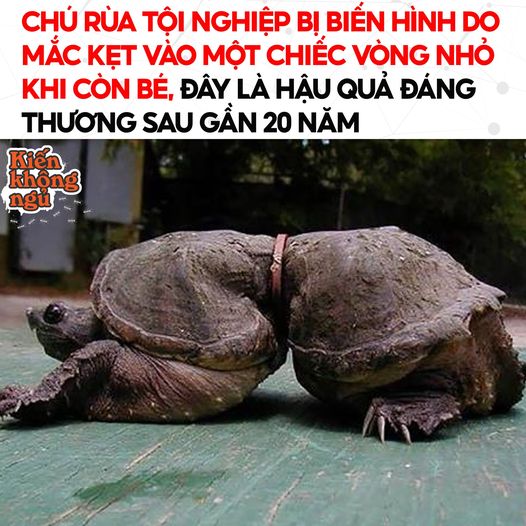 CHÚ RÙA TỘI NGHIỆP BỊ BIẾN HÌNH DO
MẮC KẸT VÀO MỘT CHIẾC VÒNG NHỎ
KHI CÒN BÉ, ĐÂY LÀ HẬU QUẢ ĐÁNG
THƯƠNG SAU GẦN 20 NĂM
Kiến
không
ngủ